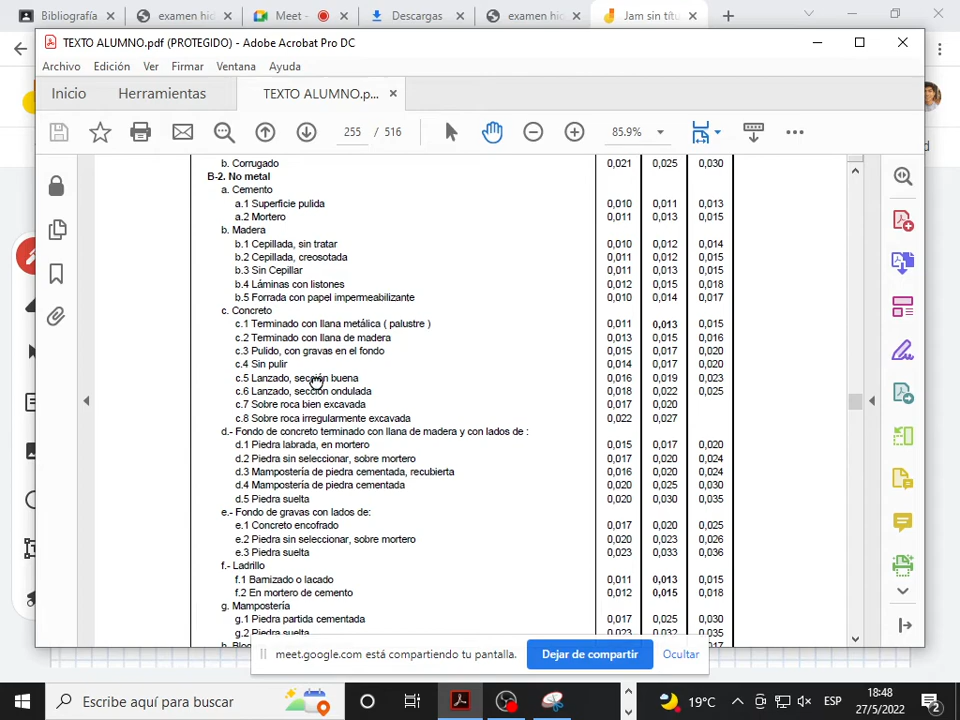 Bibliografía
examen hid
Meet -
Descargas
examen hid
Jam sin títu
TEXTO ALUMNO.pdf (PROTEGIDO) - Adobe Acrobat Pro DC
Archivo Edición Ver Firmar Ventana Ayuda
Inicio Herramientas TEXTO ALUMNO.p...
255 / 516 85.9%
b. Corrugado 0,021 0,025 0,030
B-2. No metal
a. Cemento
a.1 Superficie pulida 0,010 0,011 0,013
a.2 Mortero 0,011 0,013 0,015
b. Madera
b.1 Cepillada, sin tratar 0,010 0,012 0,014
b.2 Cepillada, creosotada 0,011 0,012 0,015
b.3 Sin Cepillar 0,011 0,013 0,015
b.4 Láminas con listones 0,012 0,015 0,018
b.5 Forrada con papel impermeabilizante 0,010 0,014 0,017
c. Concreto
c.1 Terminado con llana metálica ( palustre ) 0,011 0,013 0,015
c.2 Terminado con llana de madera 0,013 0,015 0,016
c.3 Pulido, con gravas en el fondo 0,015 0,017 0,020
c.4 Sin pulir 0,014 0,017 0,020
c.5 Lanzado, sección buena 0,016 0,019 0,023
c.6 Lanzado, sección ondulada 0,018 0,022 0,025
c.7 Sobre roca bien excavada 0,017 0,020
c.8 Sobre roca irregularmente excavada 0,022 0,027
d.- Fondo de concreto terminado con llana de madera y con lados de :
d.1 Piedra labrada, en mortero 0,015 0,017 0,020
d.2 Piedra sin seleccionar, sobre mortero 0,017 0,020 0,024
d.3 Mampostería de piedra cementada, recubierta 0,016 0,020 0,024
d.4 Mampostería de piedra cementada 0,020 0,025 0,030
d.5 Piedra suelta 0,020 0,030 0,035
e.- Fondo de gravas con lados de:
e.1 Concreto encofrado 0,017 0,020 0,025
e.2 Piedra sin seleccionar, sobre mortero 0,020 0,023 0,026
e.3 Piedra suelta 0,023 0,033 0,036
f.- Ladrillo
f.1 Barnizado o lacado 0,011 0,013 0,015
f.2 En mortero de cemento 0,012 0,015 0,018
g. Mampostería
g.1 Piedra partida cementada 0,017 0,025 0,030
g.2 Piedra suelta 0,023 0,032 0,035
meet.google.com está compartiendo tu pantalla. Dejar de compartir Ocultar
Escribe aquí para buscar
19°C ESP
18:48
27/5/2022
2